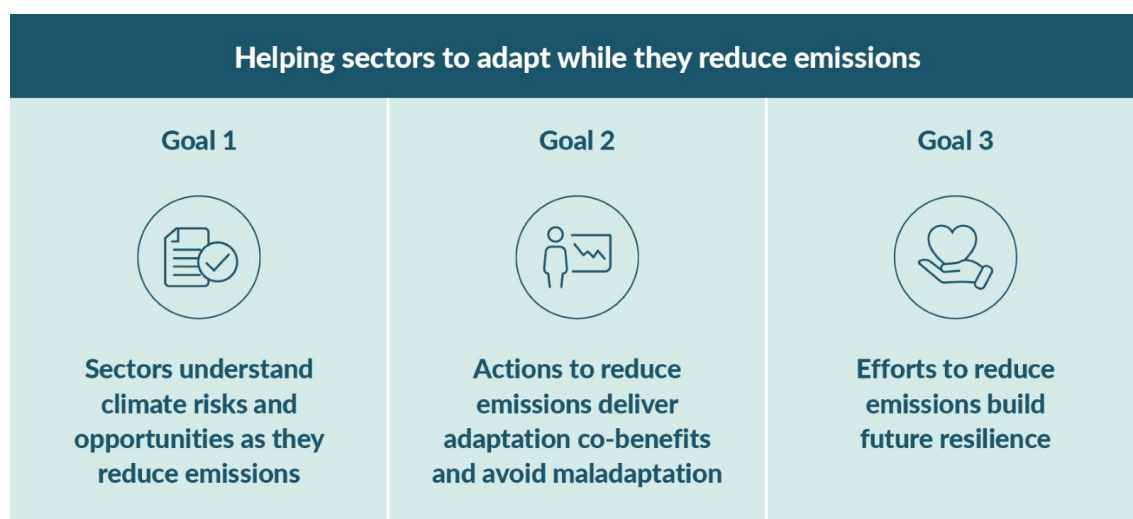 Helping sectors to adapt while they reduce emissions
Goal 1
Sectors understand
climate risks and
opportunities as they
reduce emissions
Goal 2
Actions to reduce
emissions deliver
adaptation co-benefits
and avoid maladaptation
Goal 3
Efforts to reduce
emissions build
future resilience